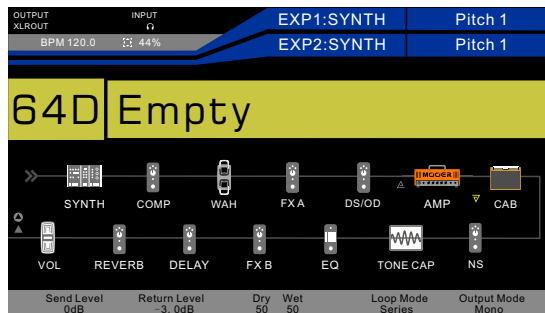 OUTPUT INPUT
XLROUT
BPM 120.0 44%
EXP1:SYNTH Pitch 1
EXP2:SYNTH Pitch 1
64D Empty
MOOER
SYNTH COMP WAH FX A DS/OD AMP CAB
VOL REVERB DELAY FX B EQ TONE CAP NS
Send Level Return Level Dry Wet Loop Mode Output Mode
0dB -3.0dB 50 50 Series Mono